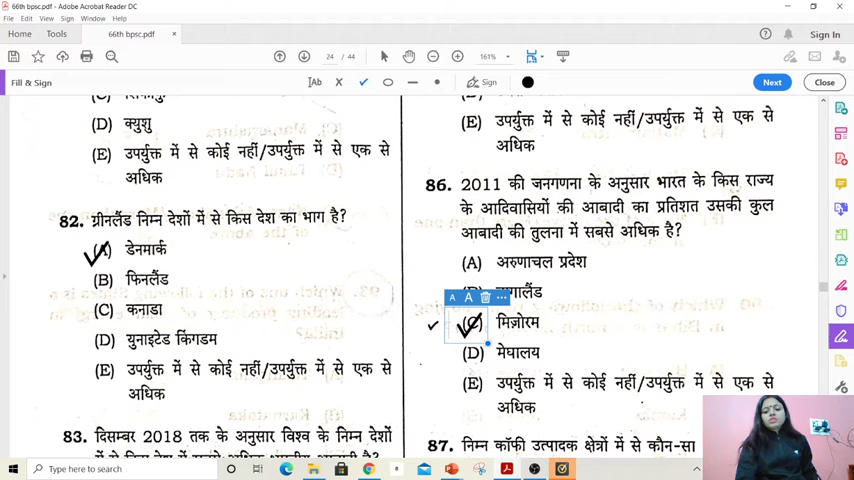 66th bpsc.pdf - Adobe Acrobat Reader DC
File Edit View Sign Window Help
Home Tools 66th bpsc.pdf × Sign In
24 / 44 161%
Fill & Sign Ab Sign Next Close
(D) क्युशु
(E) उपर्युक्त में से कोई नहीं/उपर्युक्त में से एक से
अधिक
82. ग्रीनलैंड निम्न देशों में से किस देश का भाग है?
(A) डेनमार्क
(B) फिनलैंड
(C) कनाडा
(D) युनाइटेड किंगडम
(E) उपर्युक्त में से कोई नहीं/उपर्युक्त में से एक से
अधिक
83. दिसम्बर 2018 तक के अनुसार विश्व के निम्न देशों
(E) उपर्युक्त में से कोई नहीं/उपर्युक्त में से एक से
अधिक
86. 2011 की जनगणना के अनुसार भारत के किस राज्य
के आदिवासियों की आबादी का प्रतिशत उसकी कुल
आबादी की तुलना में सबसे अधिक है?
(A) अरुणाचल प्रदेश
A A
(C) मिज़ोरम
(D) मेघालय
(E) उपर्युक्त में से कोई नहीं/उपर्युक्त में से एक से
अधिक
87. निम्न कॉफी उत्पादक क्षेत्रों में से कौन-सा
Type here to search